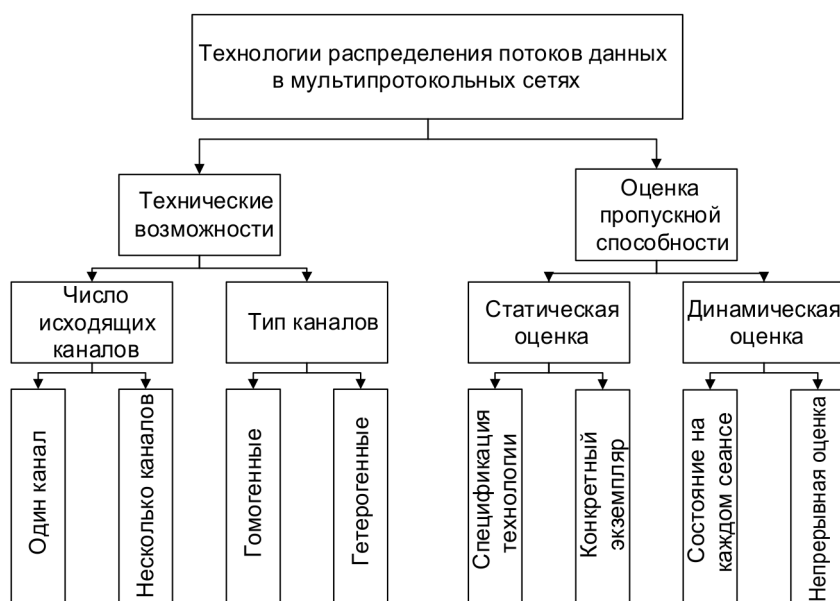 Технологии распределения потоков данных
в мультипротокольных сетях
Технические
возможности
Оценка
пропускной
способности
Число
исходящих
каналов
Тип каналов
Статическая
оценка
Динамическая
оценка
Один канал
Несколько каналов
Гомогенные
Гетерогенные
Спецификация
технологии
Конкретный
экземпляр
Состояние на
каждом сеансе
Непрерывная оценка